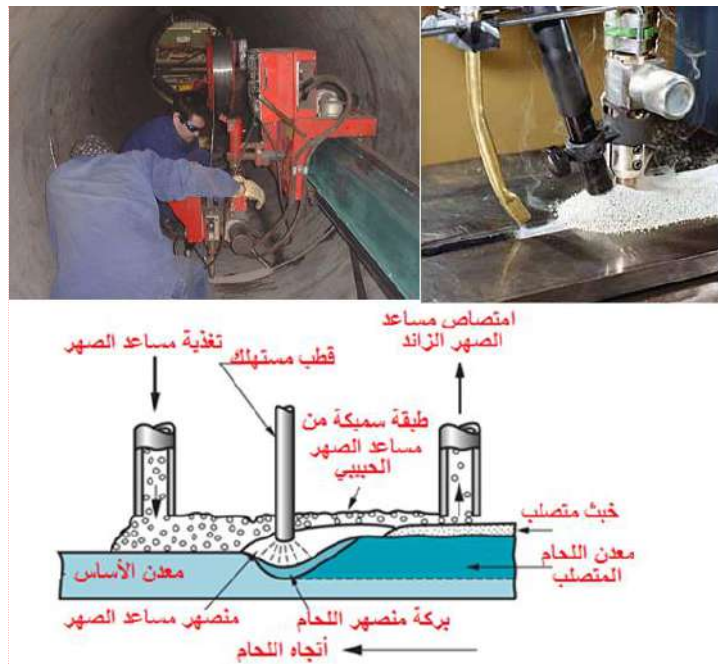 تغذية مساعد الصهر
قطب مستهلك
امتصاص مساعد
الصهر الزائد
طبقة سميكة من
مساعد الصهر
الحبيبي
خبث متصلب
معدن اللحام
المتصلب
معدن الأساس
منصهر مساعد الصهر
بركة منصهر اللحام
أتجاه اللحام